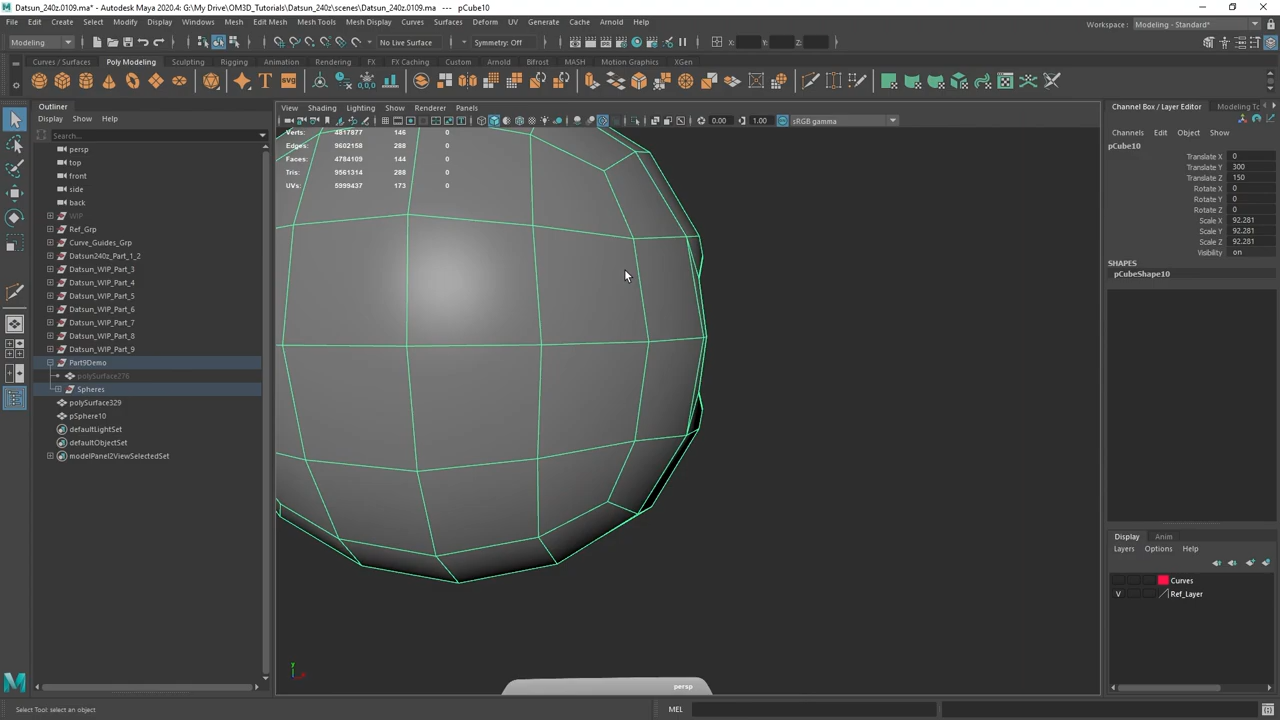 Datsun_240z.0109.ma* - Autodesk Maya 2020.4: G:\My Drive\OM3D_Tutorials\Datsun_240z\scenes\Datsun_240z.0109.ma* --- pCube10
File Edit Create Select Modify Display Windows Mesh Edit Mesh Mesh Tools Mesh Display Curves Surfaces Deform UV Generate Cache Arnold Help
Workspace : Modeling - Standard*
Modeling No Live Surface Symmetry: Off X: Y: Z:
Curves / Surfaces Poly Modeling Sculpting Rigging Animation Rendering FX FX Caching Custom Arnold Bifrost MASH Motion Graphics XGen
Outliner
Display Show Help
Search...
persp
top
front
side
back
WIP
Ref_Grp
Curve_Guides_Grp
Datsun240z_Part_1_2
Datsun_WIP_Part_3
Datsun_WIP_Part_4
Datsun_WIP_Part_5
Datsun_WIP_Part_6
Datsun_WIP_Part_7
Datsun_WIP_Part_8
Datsun_WIP_Part_9
Part9Demo
polySurface276
Spheres
polySurface329
pSphere10
defaultLightSet
defaultObjectSet
modelPanel2ViewSelectedSet
View Shading Lighting Show Renderer Panels
0.00 1.00 sRGB gamma
Verts: 4817877 146 0
Edges: 9602158 288 0
Faces: 4784109 144 0
Tris: 9561314 288 0
UVs: 5999437 173 0
y
x
persp
Channel Box / Layer Editor Modeling To
Channels Edit Object Show
pCube10
Translate X 0
Translate Y 300
Translate Z 150
Rotate X 0
Rotate Y 0
Rotate Z 0
Scale X 92.281
Scale Y 92.281
Scale Z 92.281
Visibility on
SHAPES
pCubeShape10
Display Anim
Layers Options Help
Curves
V Ref_Layer
Select Tool: select an object
MEL